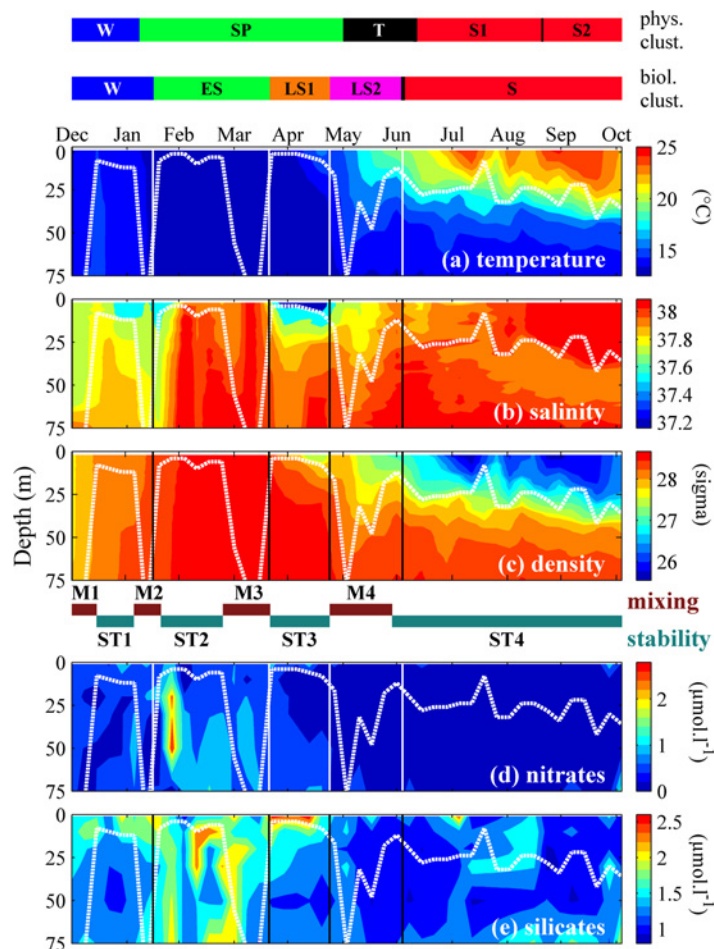 W SP T S1 S2 phys. clust.
W ES LS1 LS2 S biol. clust.
Dec Jan Feb Mar Apr May Jun Jul Aug Sep Oct
0 25 50 75
(a) temperature
25 20 15
(°C)
0 25 50 75
(b) salinity
38 37.8 37.6 37.4 37.2
Depth (m)
0 25 50 75
(c) density
28 27 26
(sigma)
M1 M2 M3 M4 mixing
ST1 ST2 ST3 ST4 stability
0 25 50 75
(d) nitrates
2 1 0
(μmol.l⁻¹)
0 25 50 75
(e) silicates
2.5 2 1.5 1
(μmol.l⁻¹)